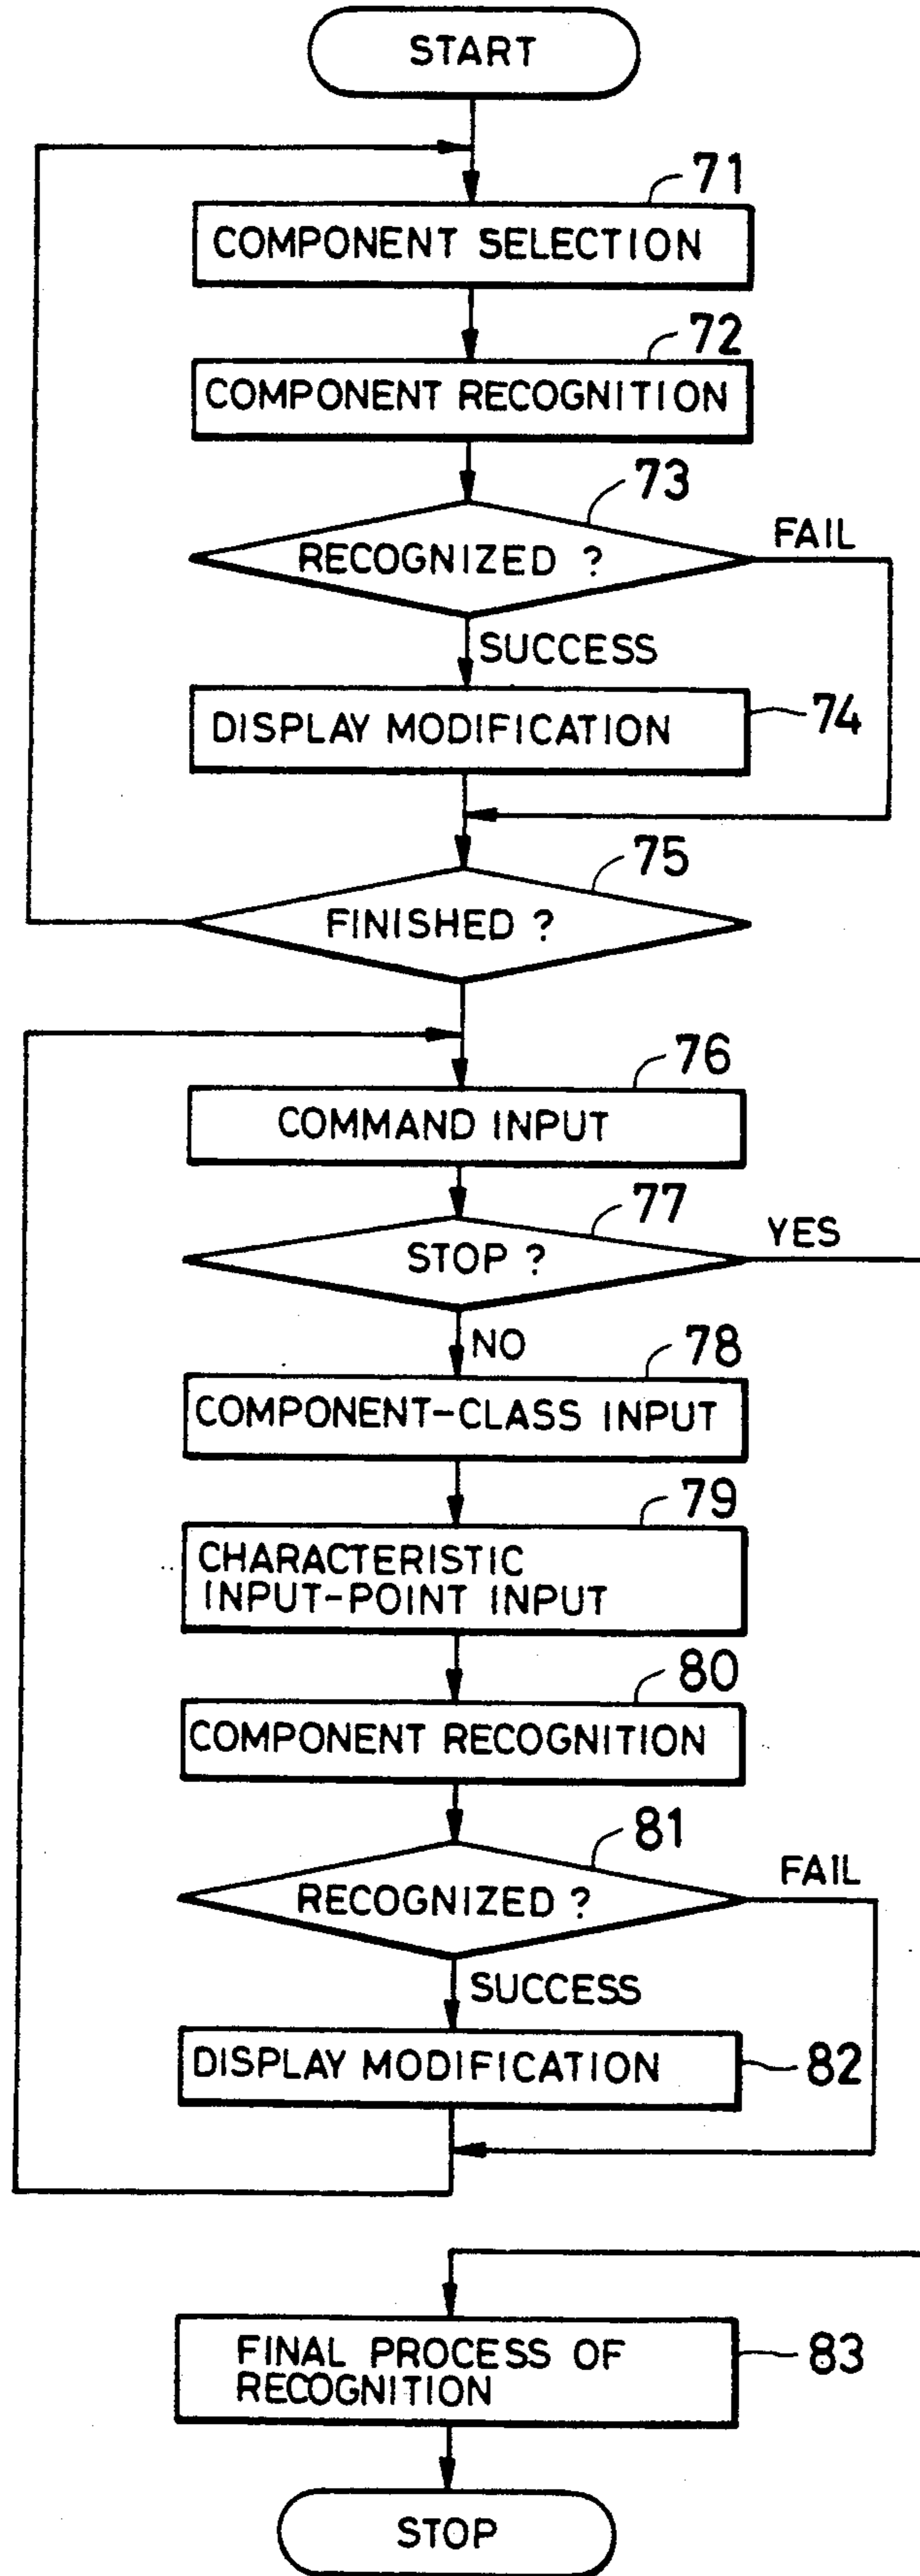 START
71
COMPONENT SELECTION
72
COMPONENT RECOGNITION
73
RECOGNIZED ?
FAIL
SUCCESS
DISPLAY MODIFICATION
74
75
FINISHED ?
76
COMMAND INPUT
77
STOP ?
YES
NO
78
COMPONENT-CLASS INPUT
79
CHARACTERISTIC
INPUT-POINT INPUT
80
COMPONENT RECOGNITION
81
RECOGNIZED ?
FAIL
SUCCESS
DISPLAY MODIFICATION
82
FINAL PROCESS OF
RECOGNITION
83
STOP